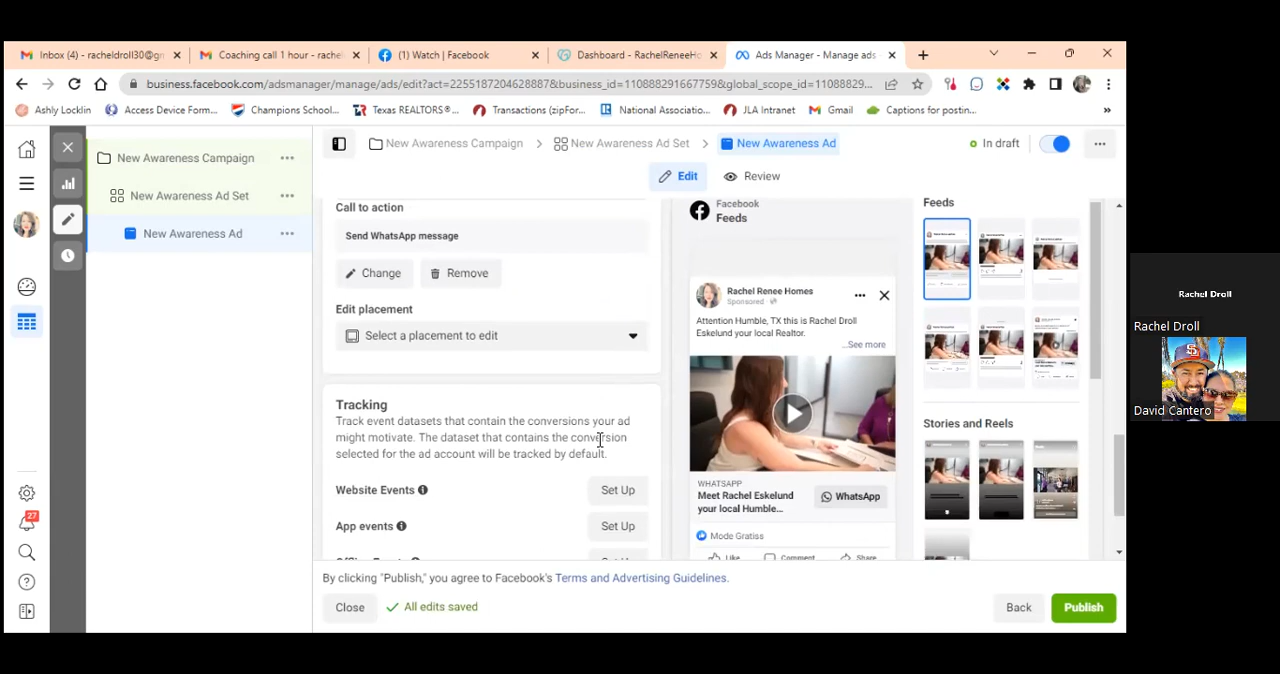 Inbox (4) - racheldroll30@gm
Coaching call 1 hour - rachel
(1) Watch | Facebook
Dashboard - RachelReneeHo
Ads Manager - Manage ads
business.facebook.com/adsmanager/manage/ads/edit?act=2255187204628887&business_id=110888291667759&global_scope_id=11088829...
Ashly Locklin
Access Device Form...
Champions School...
Texas REALTORS®...
Transactions (zipFor...
National Associatio...
JLA Intranet
Gmail
Captions for postin...
»
New Awareness Campaign
New Awareness Ad Set
New Awareness Ad
27
New Awareness Campaign
New Awareness Ad Set
New Awareness Ad
In draft
Edit
Review
Call to action
Send WhatsApp message
Change
Remove
Edit placement
Select a placement to edit
Tracking
Track event datasets that contain the conversions your ad
might motivate. The dataset that contains the conversion
selected for the ad account will be tracked by default.
Website Events
Set Up
App events
Set Up
Facebook
Feeds
Rachel Renee Homes
Sponsored
Attention Humble, TX this is Rachel Droll
Eskelund your local Realtor.
...See more
WHATSAPP
Meet Rachel Eskelund
your local Humble...
WhatsApp
Mode Gratiss
Like
Comment
Share
Feeds
Stories and Reels
By clicking "Publish," you agree to Facebook's Terms and Advertising Guidelines.
Close
All edits saved
Back
Publish
Rachel Droll
Rachel Droll
David Cantero